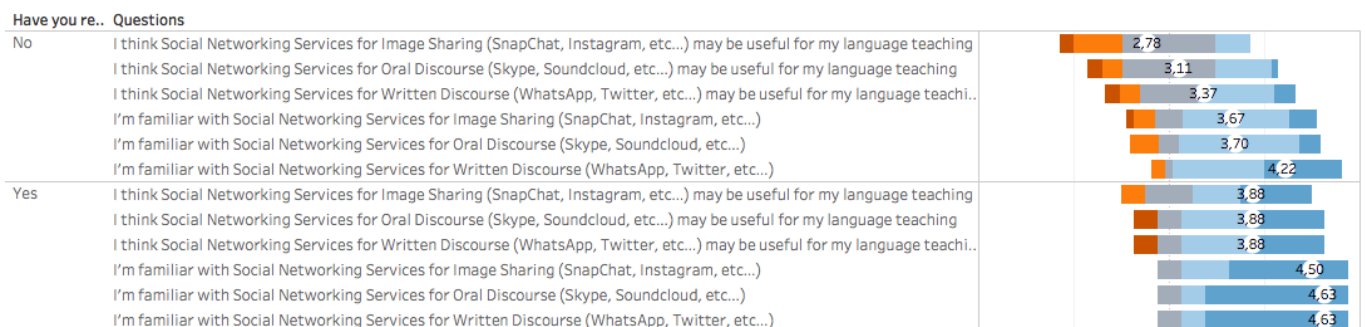 Have you re.. Questions
No I think Social Networking Services for Image Sharing (SnapChat, Instagram, etc...) may be useful for my language teaching 2,78
I think Social Networking Services for Oral Discourse (Skype, Soundcloud, etc...) may be useful for my language teaching 3,11
I think Social Networking Services for Written Discourse (WhatsApp, Twitter, etc...) may be useful for my language teachi.. 3,37
I'm familiar with Social Networking Services for Image Sharing (SnapChat, Instagram, etc...) 3,67
I'm familiar with Social Networking Services for Oral Discourse (Skype, Soundcloud, etc...) 3,70
I'm familiar with Social Networking Services for Written Discourse (WhatsApp, Twitter, etc...) 4,22
Yes I think Social Networking Services for Image Sharing (SnapChat, Instagram, etc...) may be useful for my language teaching 3,88
I think Social Networking Services for Oral Discourse (Skype, Soundcloud, etc...) may be useful for my language teaching 3,88
I think Social Networking Services for Written Discourse (WhatsApp, Twitter, etc...) may be useful for my language teachi.. 3,88
I'm familiar with Social Networking Services for Image Sharing (SnapChat, Instagram, etc...) 4,50
I'm familiar with Social Networking Services for Oral Discourse (Skype, Soundcloud, etc...) 4,63
I'm familiar with Social Networking Services for Written Discourse (WhatsApp, Twitter, etc...) 4,63